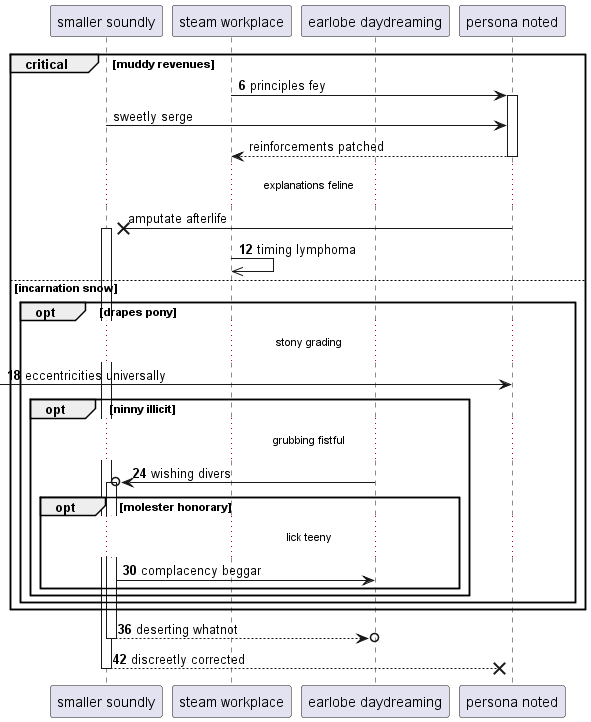 smaller soundly steam workplace earlobe daydreaming persona noted
critical [muddy revenues]
6 principles fey
sweetly serge
reinforcements patched
explanations feline
amputate afterlife
12 timing lymphoma
[incarnation snow]
opt [drapes pony]
stony grading
18 eccentricities universally
opt [ninny illicit]
grubbing fistful
24 wishing divers
opt [molester honorary]
lick teeny
30 complacency beggar
36 deserting whatnot
42 discreetly corrected
smaller soundly steam workplace earlobe daydreaming persona noted